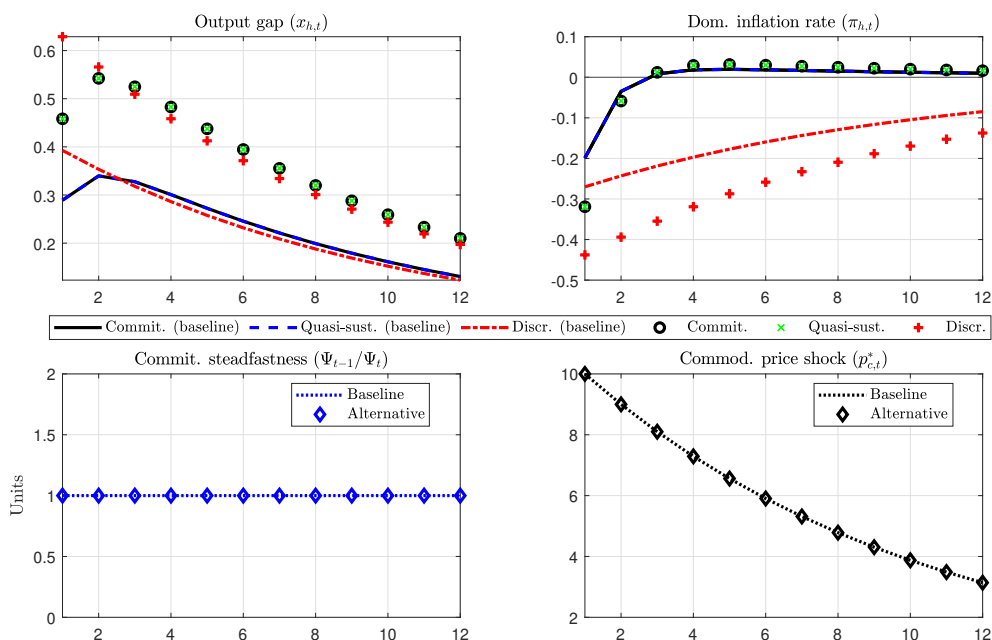 Output gap (x_{h,t})
0.6
0.5
0.4
0.3
0.2
2 4 6 8 10 12
Dom. inflation rate (π_{h,t})
0.1
0
-0.1
-0.2
-0.3
-0.4
-0.5
2 4 6 8 10 12
Commit. (baseline) Quasi-sust. (baseline) Discr. (baseline) Commit. Quasi-sust. Discr.
Commit. steadfastness (Ψ_{t−1}/Ψ_t)
2
1.5
1
0.5
0
Units
Baseline
Alternative
2 4 6 8 10 12
Commod. price shock (p^*_{c,t})
10
8
6
4
2
Baseline
Alternative
2 4 6 8 10 12